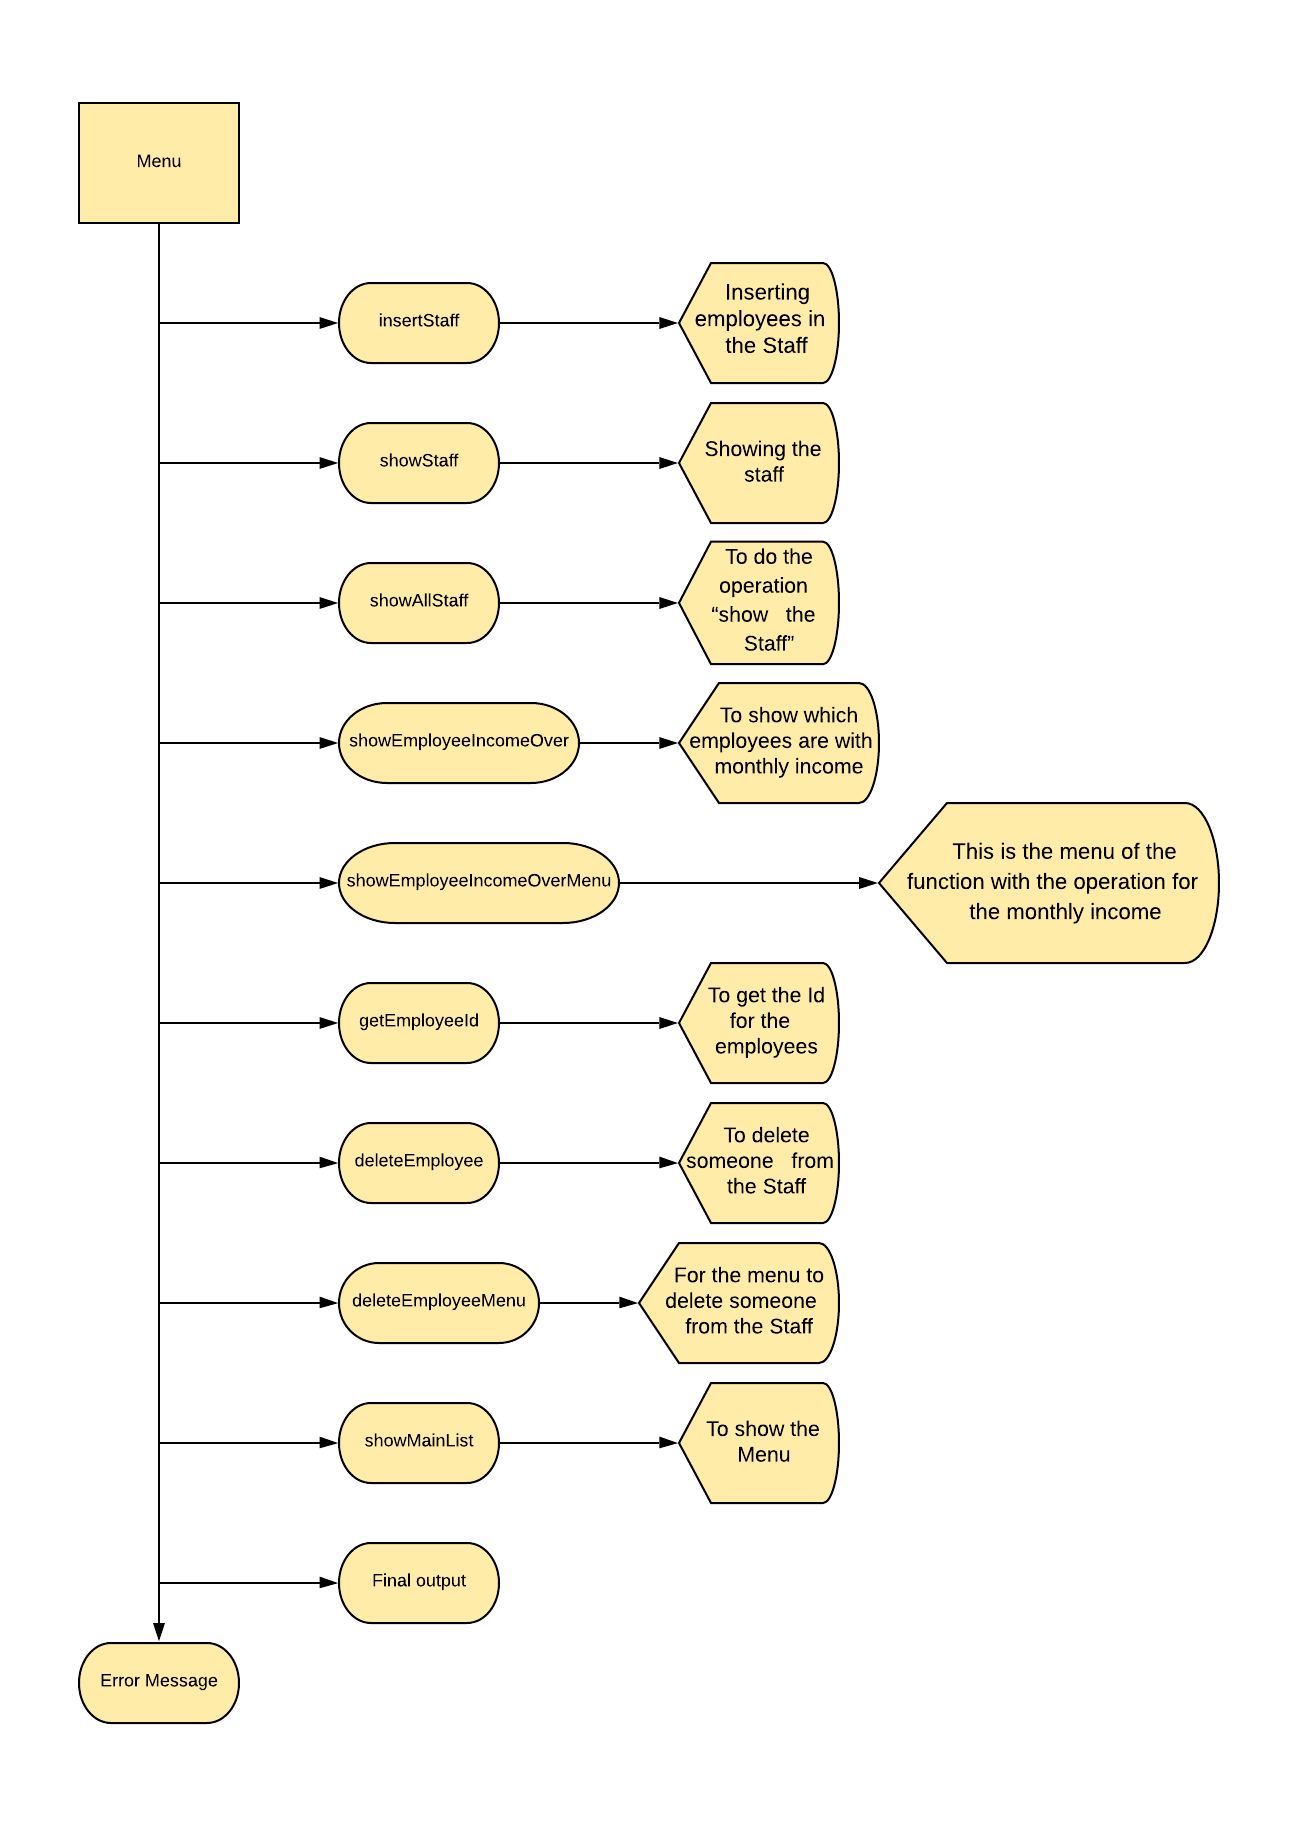 Menu
insertStaff
Inserting
employees in
the Staff
showStaff
Showing the
staff
showAllStaff
To do the
operation
“show the
Staff”
showEmployeeIncomeOver
To show which
employees are with
monthly income
showEmployeeIncomeOverMenu
This is the menu of the
function with the operation for
the monthly income
getEmployeeId
To get the Id
for the
employees
deleteEmployee
To delete
someone from
the Staff
deleteEmployeeMenu
For the menu to
delete someone
from the Staff
showMainList
To show the
Menu
Final output
Error Message